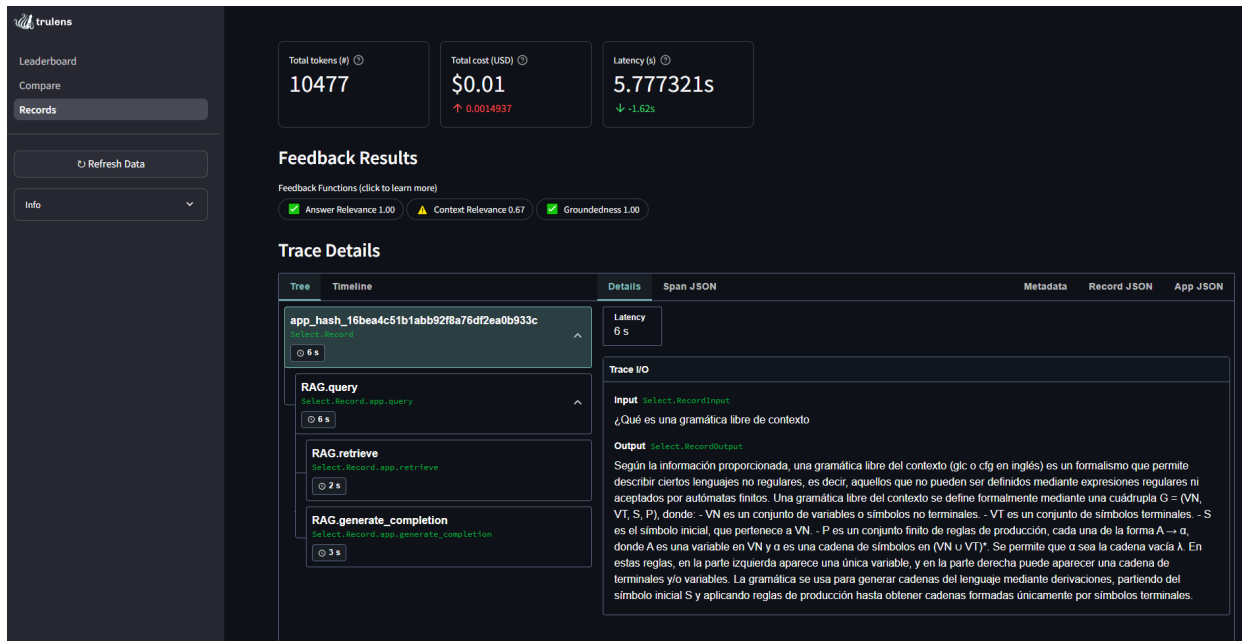 trulens
Leaderboard
Compare
Records
↻ Refresh Data
Info
Total tokens (#)
10477
Total cost (USD)
$0.01
↑ 0.0014937
Latency (s)
5.777321s
↓ -1.62s
Feedback Results
Feedback Functions (click to learn more)
✅ Answer Relevance 1.00
⚠ Context Relevance 0.67
✅ Groundedness 1.00
Trace Details
Tree Timeline
app_hash_16bea4c51b1abb92f8a76df2ea0b933c
Select.Record
6 s
RAG.query
Select.Record.app.query
6 s
RAG.retrieve
Select.Record.app.retrieve
2 s
RAG.generate_completion
Select.Record.app.generate_completion
3 s
Details Span JSON Metadata Record JSON App JSON
Latency
6 s
Trace I/O
Input Select.RecordInput
¿Qué es una gramática libre de contexto
Output Select.RecordOutput
Según la información proporcionada, una gramática libre del contexto (glc o cfg en inglés) es un formalismo que permite
describir ciertos lenguajes no regulares, es decir, aquellos que no pueden ser definidos mediante expresiones regulares ni
aceptados por autómatas finitos. Una gramática libre del contexto se define formalmente mediante una cuádrupla G = (VN,
VT, S, P), donde: - VN es un conjunto de variables o símbolos no terminales. - VT es un conjunto de símbolos terminales. - S
es el símbolo inicial, que pertenece a VN. - P es un conjunto finito de reglas de producción, cada una de la forma A → α,
donde A es una variable en VN y α es una cadena de símbolos en (VN ∪ VT)*. Se permite que α sea la cadena vacía λ. En
estas reglas, en la parte izquierda aparece una única variable, y en la parte derecha puede aparecer una cadena de
terminales y/o variables. La gramática se usa para generar cadenas del lenguaje mediante derivaciones, partiendo del
símbolo inicial S y aplicando reglas de producción hasta obtener cadenas formadas únicamente por símbolos terminales.